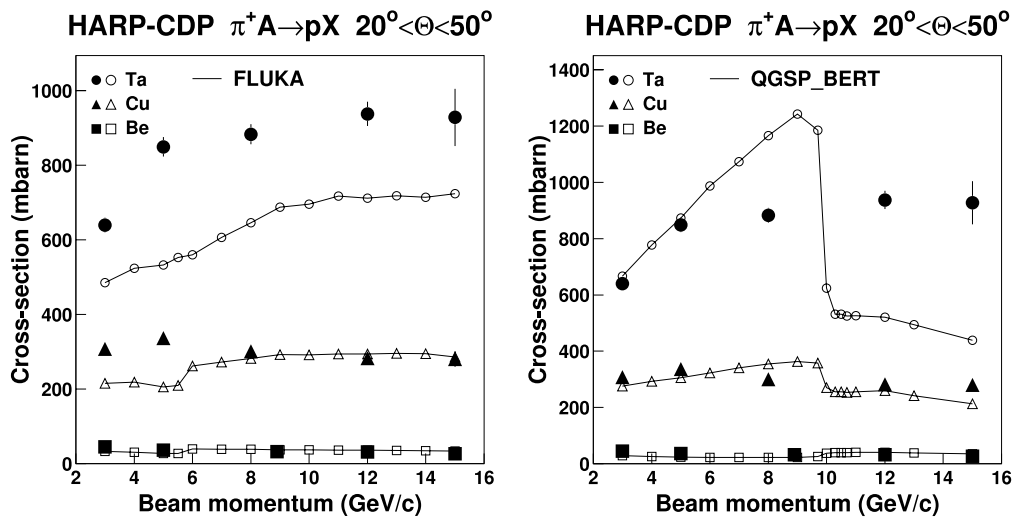 HARP-CDP π⁺A→pX 20°<Θ<50°
Ta
Cu
Be
FLUKA
Cross-section (mbarn)
1000
800
600
400
200
0
2 4 6 8 10 12 14 16
Beam momentum (GeV/c)
HARP-CDP π⁺A→pX 20°<Θ<50°
Ta
Cu
Be
QGSP_BERT
Cross-section (mbarn)
1400
1200
1000
800
600
400
200
0
2 4 6 8 10 12 14 16
Beam momentum (GeV/c)